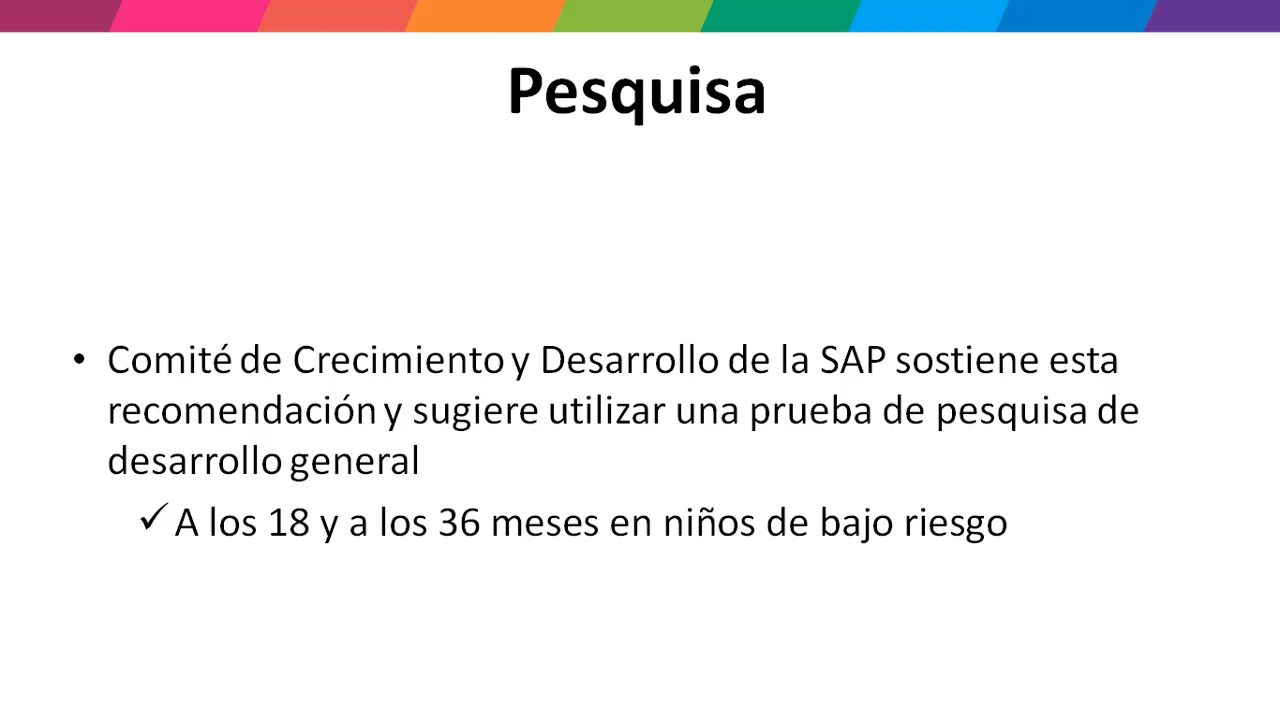 Pesquisa
• Comité de Crecimiento y Desarrollo de la SAP sostiene esta
recomendación y sugiere utilizar una prueba de pesquisa de
desarrollo general
✓ A los 18 y a los 36 meses en niños de bajo riesgo